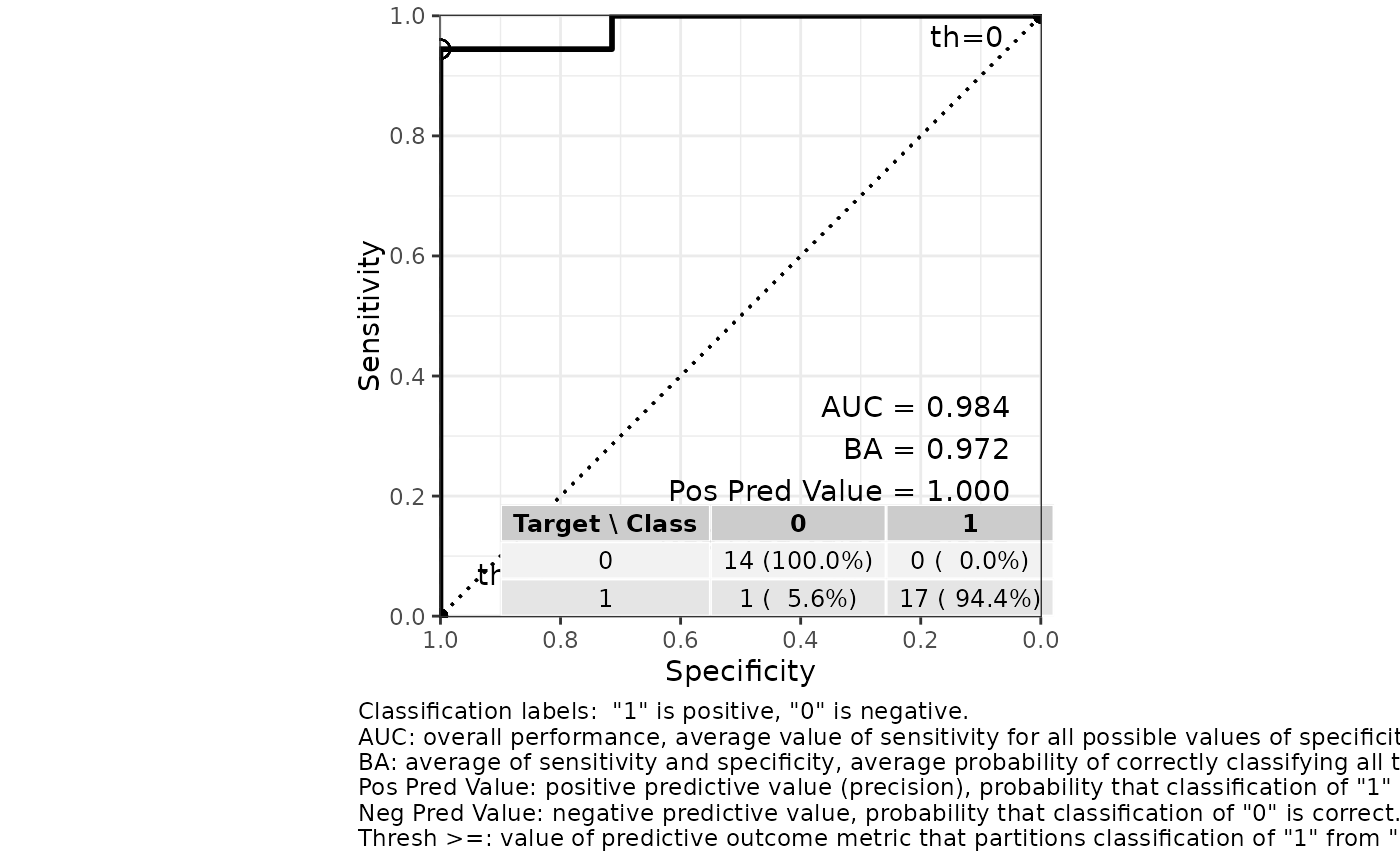 1.0
th=0
0.8
0.6
Sensitivity
0.4
AUC = 0.984
BA = 0.972
Pos Pred Value = 1.000
0.2
Target \ Class 0 1
0 14 (100.0%) 0 (  0.0%)
th
1 1 (  5.6%) 17 ( 94.4%)
0.0
1.0 0.8 0.6 0.4 0.2 0.0
Specificity
Classification labels:  "1" is positive, "0" is negative.
AUC: overall performance, average value of sensitivity for all possible values of specificit
BA: average of sensitivity and specificity, average probability of correctly classifying all t
Pos Pred Value: positive predictive value (precision), probability that classification of "1"
Neg Pred Value: negative predictive value, probability that classification of "0" is correct.
Thresh >=: value of predictive outcome metric that partitions classification of "1" from "